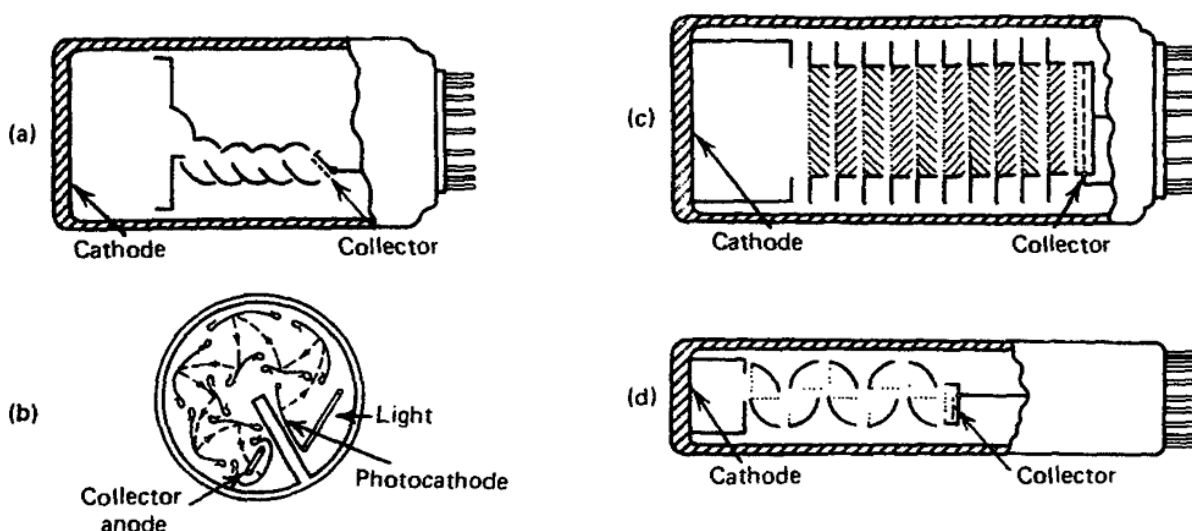 (a)
Cathode
Collector
(b)
Light
Photocathode
Collector
anode
(c)
Cathode
Collector
(d)
Cathode
Collector